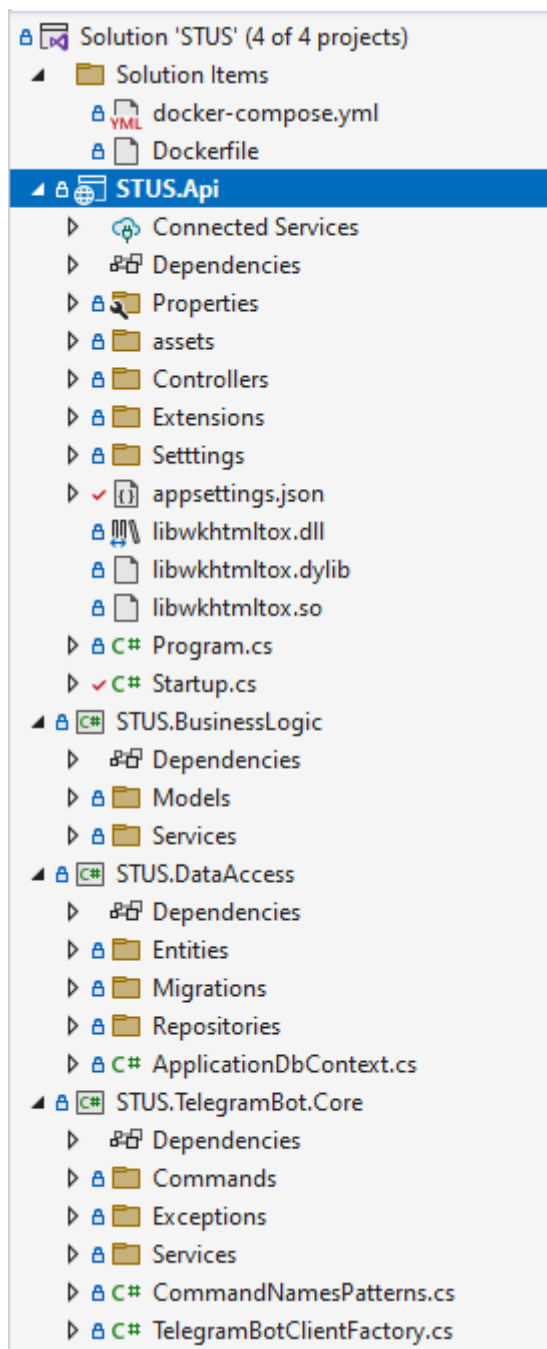 Solution 'STUS' (4 of 4 projects)
Solution Items
YML docker-compose.yml
Dockerfile
STUS.Api
Connected Services
Dependencies
Properties
assets
Controllers
Extensions
Setttings
appsettings.json
libwkhtmltox.dll
libwkhtmltox.dylib
libwkhtmltox.so
C# Program.cs
C# Startup.cs
C# STUS.BusinessLogic
Dependencies
Models
Services
C# STUS.DataAccess
Dependencies
Entities
Migrations
Repositories
C# ApplicationDbContext.cs
C# STUS.TelegramBot.Core
Dependencies
Commands
Exceptions
Services
C# CommandNamesPatterns.cs
C# TelegramBotClientFactory.cs